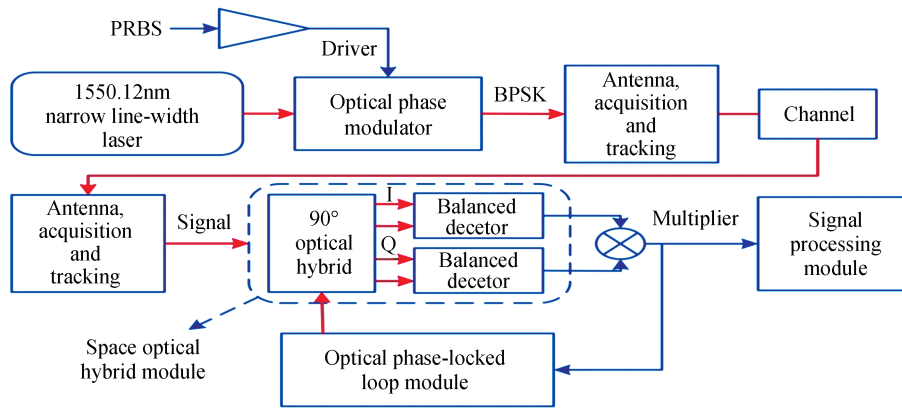 PRBS
Driver
1550.12nm
narrow line-width
laser
Optical phase
modulator
BPSK
Antenna,
acquisition
and
tracking
Channel
Antenna,
acquisition
and
tracking
Signal
90°
optical
hybrid
I
Q
Balanced
decetor
Balanced
decetor
Multiplier
Signal
processing
module
Space optical
hybrid module
Optical phase-locked
loop module